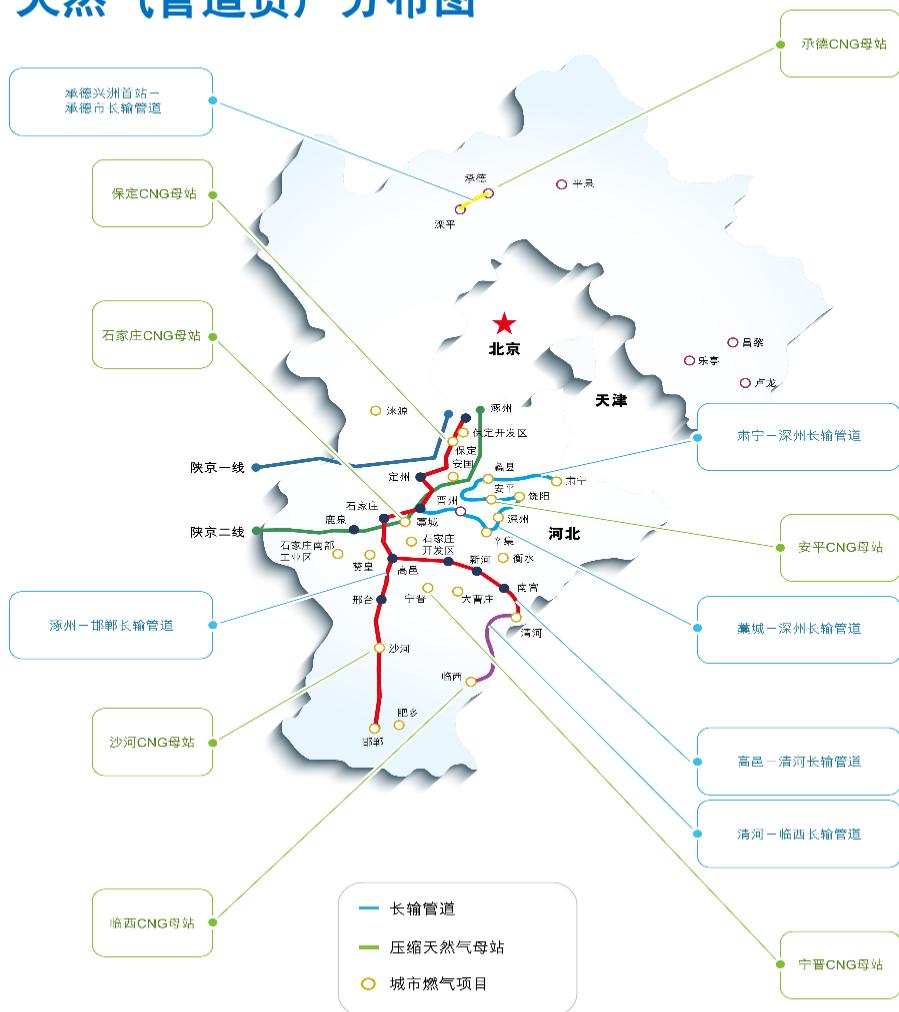 天然气管道资产分布图
承德CNG母站
承德兴洲首站－
承德市长输管道
保定CNG母站
承德
平泉
滦平
石家庄CNG母站
北京
昌黎
乐亭
卢龙
天津
涞源
涿州
保定开发区
保定
肃宁－深州长输管道
陕京一线
定州
安国
蠡县
肃宁
安平
饶阳
石家庄
晋州
鹿泉
藁城
深州
陕京二线
河北
辛集
安平CNG母站
石家庄南部
工业区
石家庄
开发区
赞皇
高邑
新河
衡水
邢台
宁晋
大曹庄
南宫
涿州－邯郸长输管道
藁城－深州长输管道
清河
沙河
临西
肥乡
邯郸
沙河CNG母站
高邑－清河长输管道
清河－临西长输管道
临西CNG母站
宁晋CNG母站
长输管道
压缩天然气母站
城市燃气项目